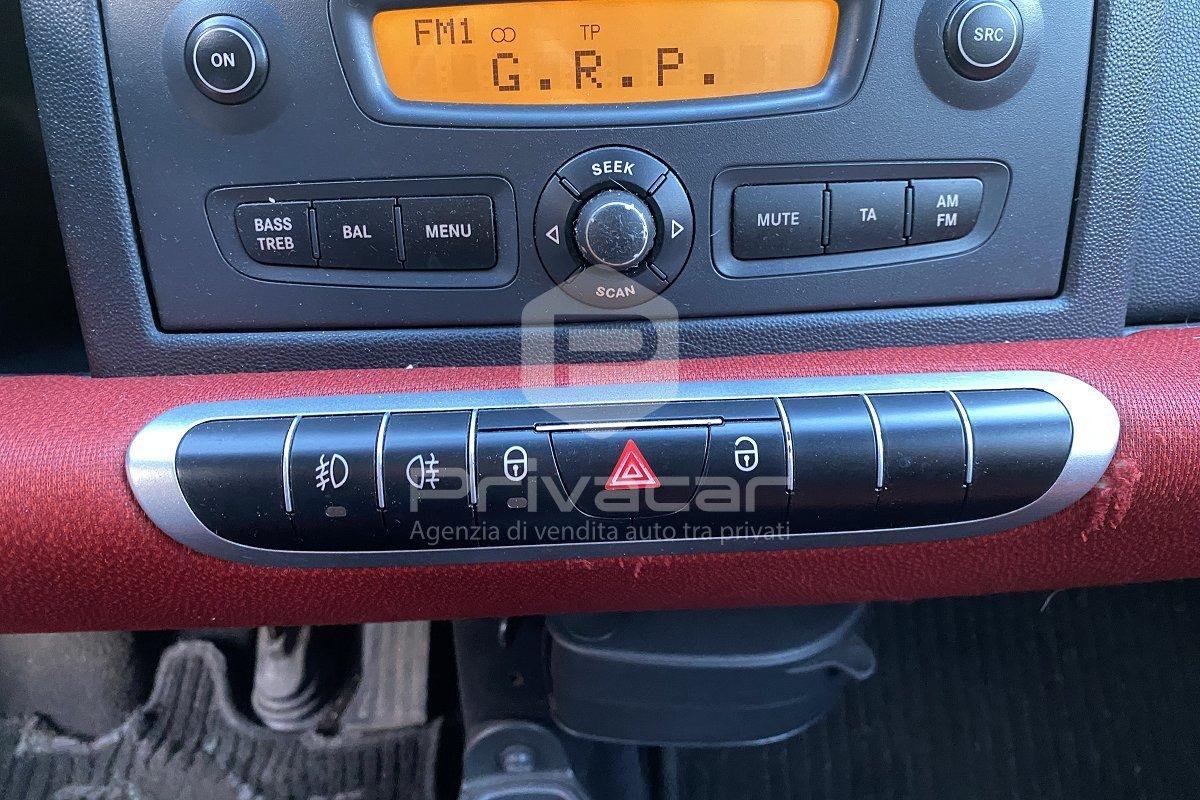 FM1 TP
G.R.P.
ON
SRC
BASS
TREB
BAL
MENU
SEEK
SCAN
MUTE
TA
AM
FM
Privacar
Agenzia di vendita auto tra privati